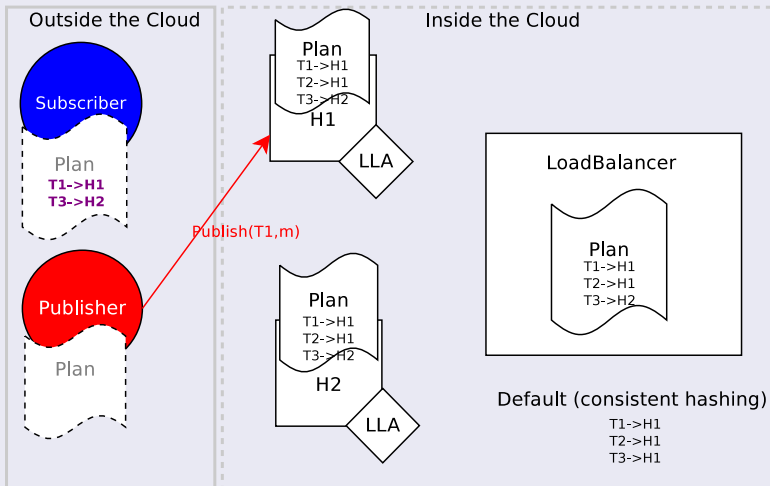 Outside the Cloud
Inside the Cloud
Subscriber
Plan
T1->H1
T3->H2
Publisher
Plan
Publish(T1,m)
Plan
T1->H1
T2->H1
T3->H2
H1
LLA
Plan
T1->H1
T2->H1
T3->H2
H2
LLA
LoadBalancer
Plan
T1->H1
T2->H1
T3->H2
Default (consistent hashing)
T1->H1
T2->H1
T3->H1